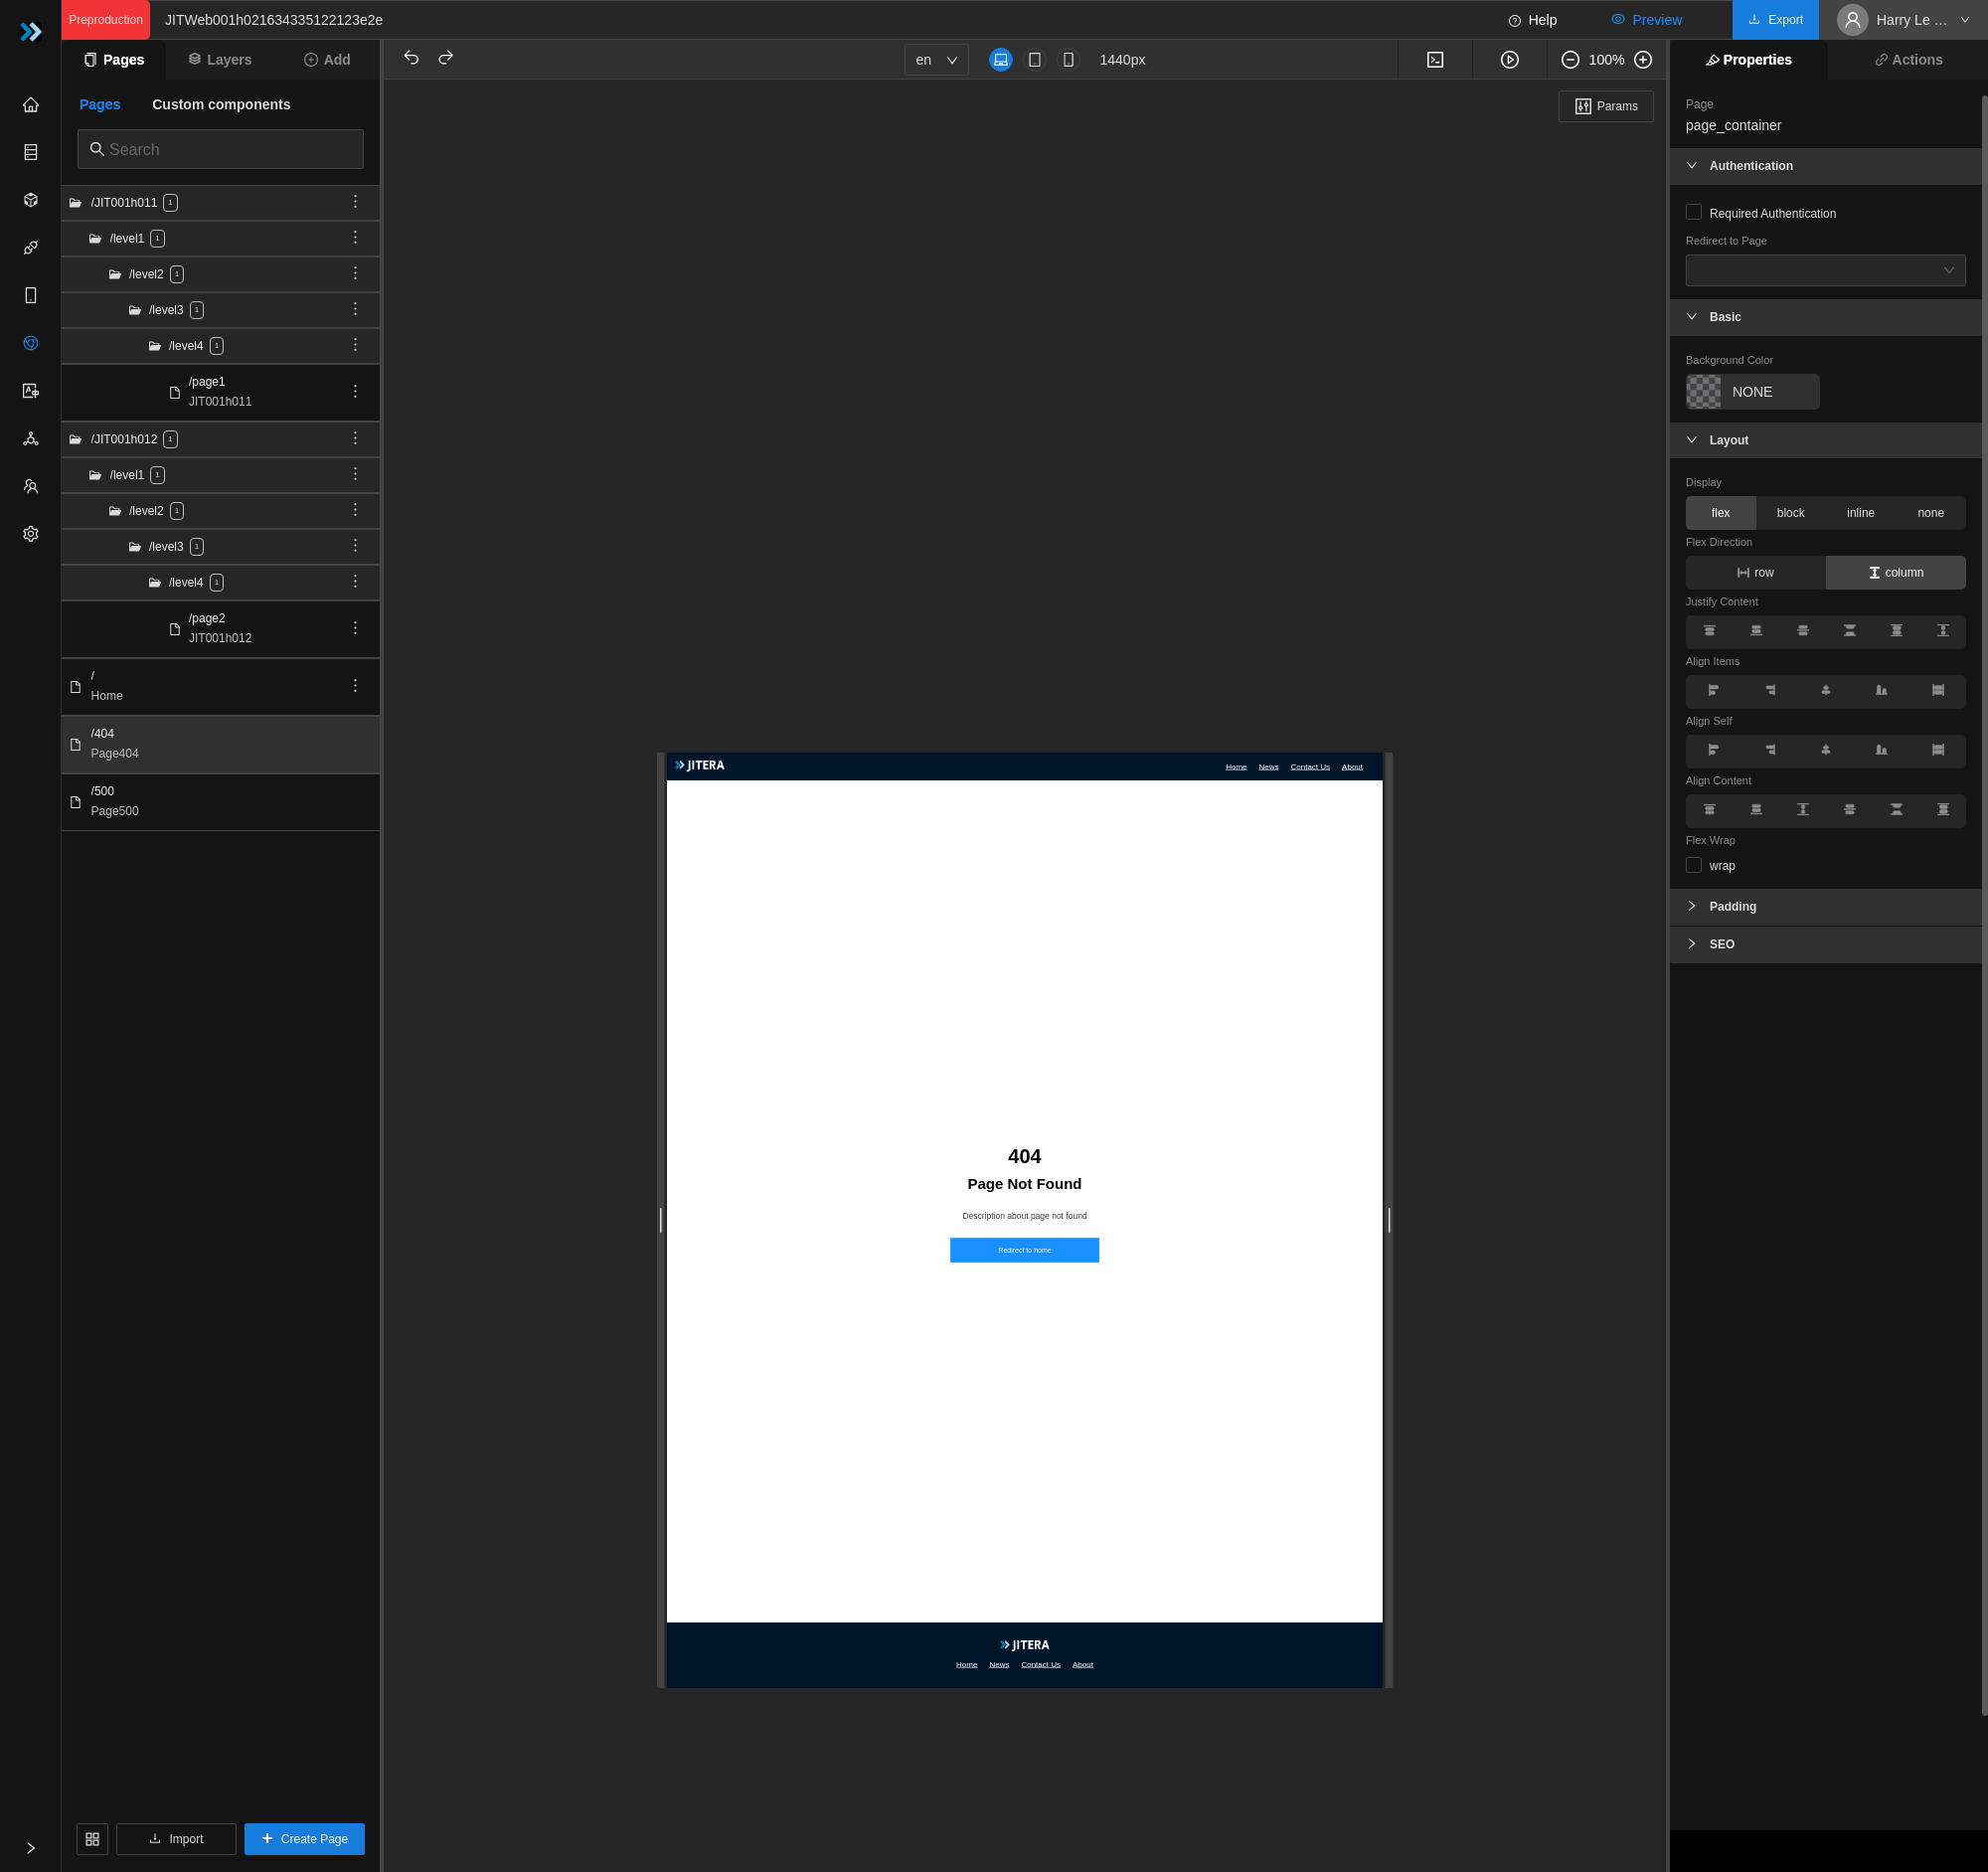 Preproduction
JITWeb001h021634335122123e2e
Help
Preview
Export
Harry Le ...
Pages
Layers
Add
en
1440px
100%
Properties
Actions
Pages
Custom components
Search
/JIT001h011 1
/level1 1
/level2 1
/level3 1
/level4 1
/page1
JIT001h011
/JIT001h012 1
/level1 1
/level2 1
/level3 1
/level4 1
/page2
JIT001h012
/
Home
/404
Page404
/500
Page500
Import
Create Page
Params
JITERA
Home News Contact Us About
404
Page Not Found
Description about page not found
Redirect to home
JITERA
Home News Contact Us About
Page
page_container
Authentication
Required Authentication
Redirect to Page
Basic
Background Color
NONE
Layout
Display
flex block inline none
Flex Direction
row column
Justify Content
Align Items
Align Self
Align Content
Flex Wrap
wrap
Padding
SEO